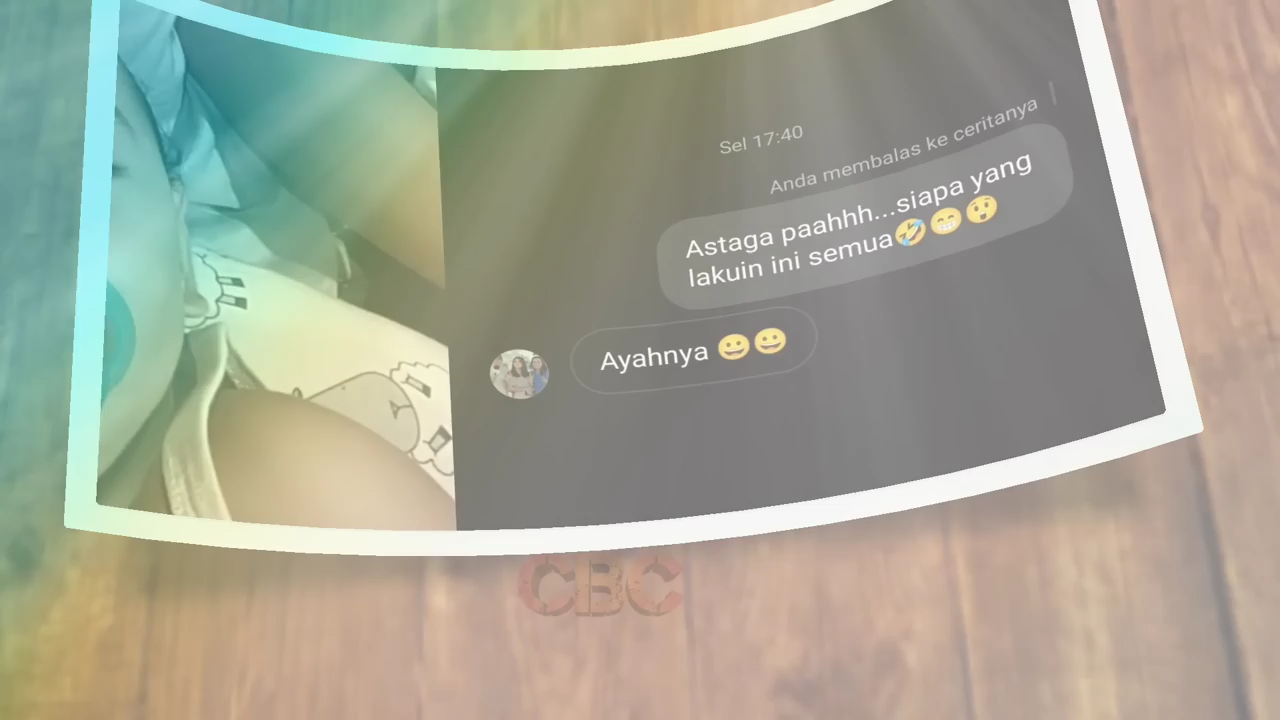 Sel 17:40
Anda membalas ke ceritanya
Astaga paahhh...siapa yang
lakuin ini semua🤣😁😲
Ayahnya 😀😀
CBC